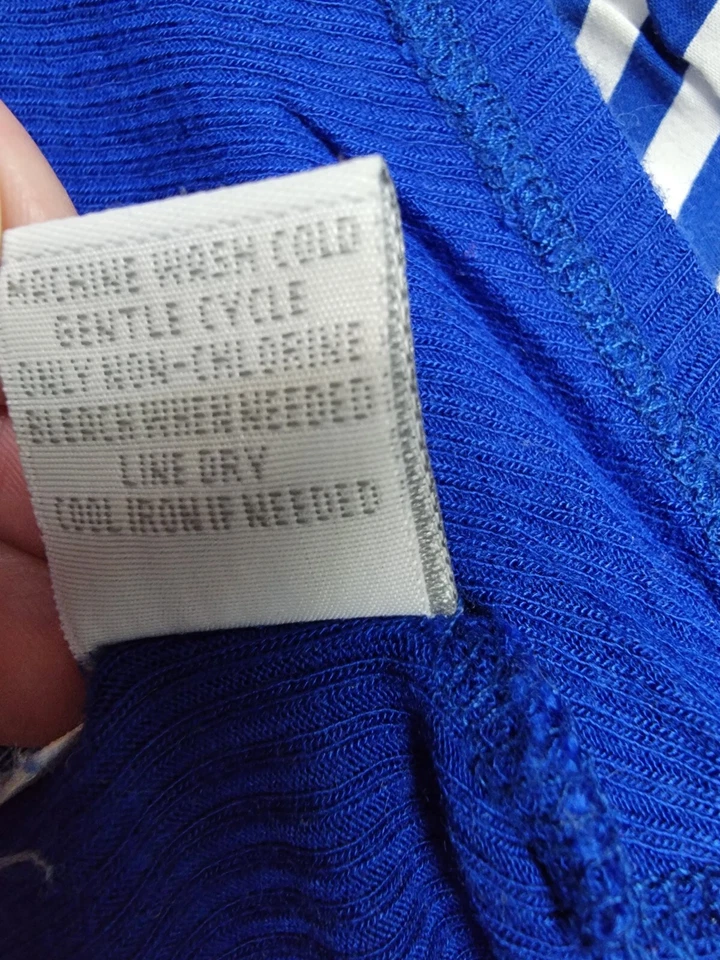 MACHINE WASH COLD
GENTLE CYCLE
ONLY NON-CHLORINE
BLEACH WHEN NEEDED
LINE DRY
COOL IRON IF NEEDED